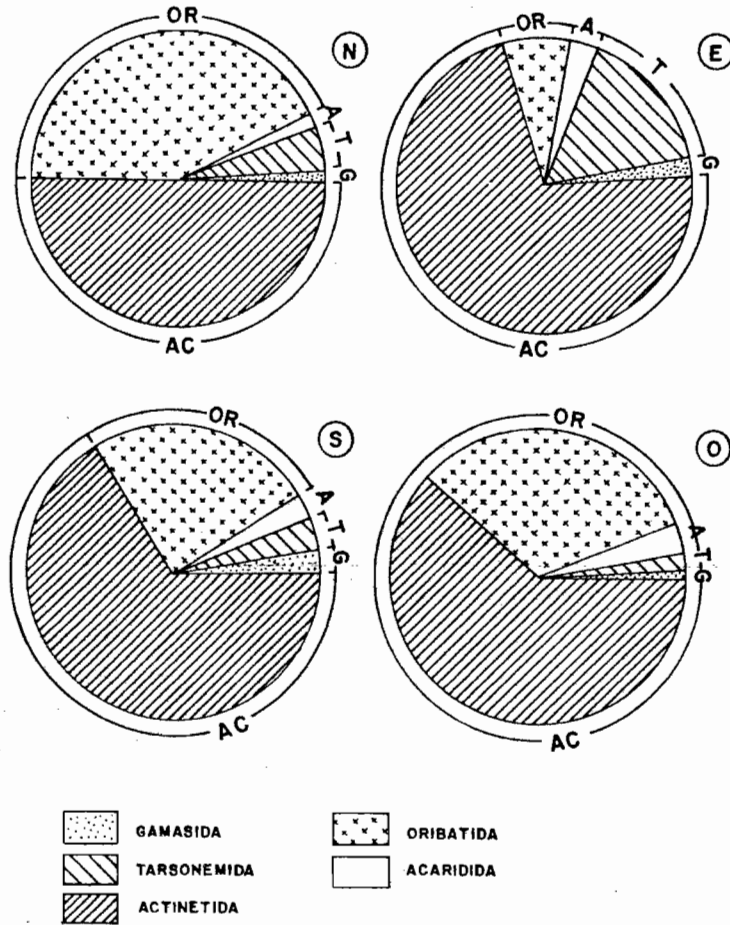 OR
N
A
T
G
AC
OR
A
E
T
G
AC
OR
S
A
T
G
AC
OR
O
A
T
G
AC
GAMASIDA
ORIBATIDA
TARSONEMIDA
ACARIDIDA
ACTINETIDA